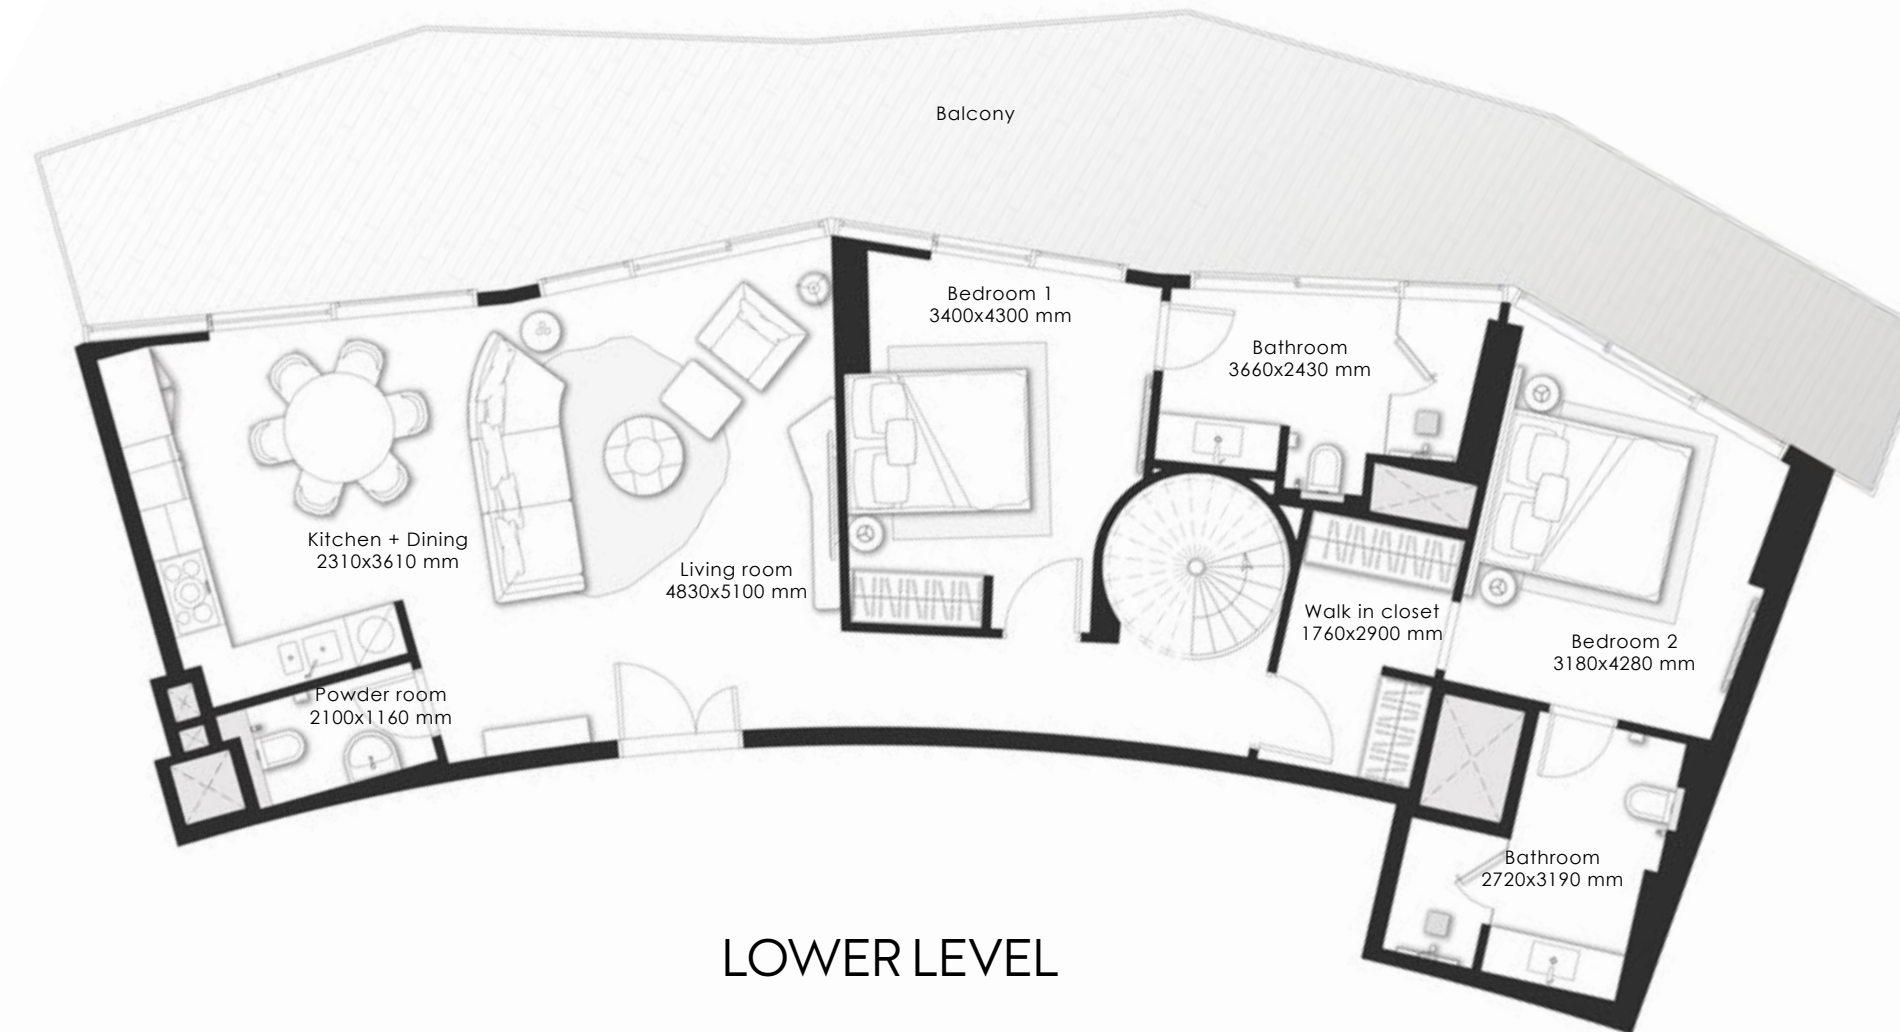 Balcony
Bedroom 1
3400x4300 mm
Bathroom
3660x2430 mm
Kitchen + Dining
2310x3610 mm
Living room
4830x5100 mm
Walk in closet
1760x2900 mm
Bedroom 2
3180x4280 mm
Powder room
2100x1160 mm
Bathroom
2720x3190 mm
LOWER LEVEL